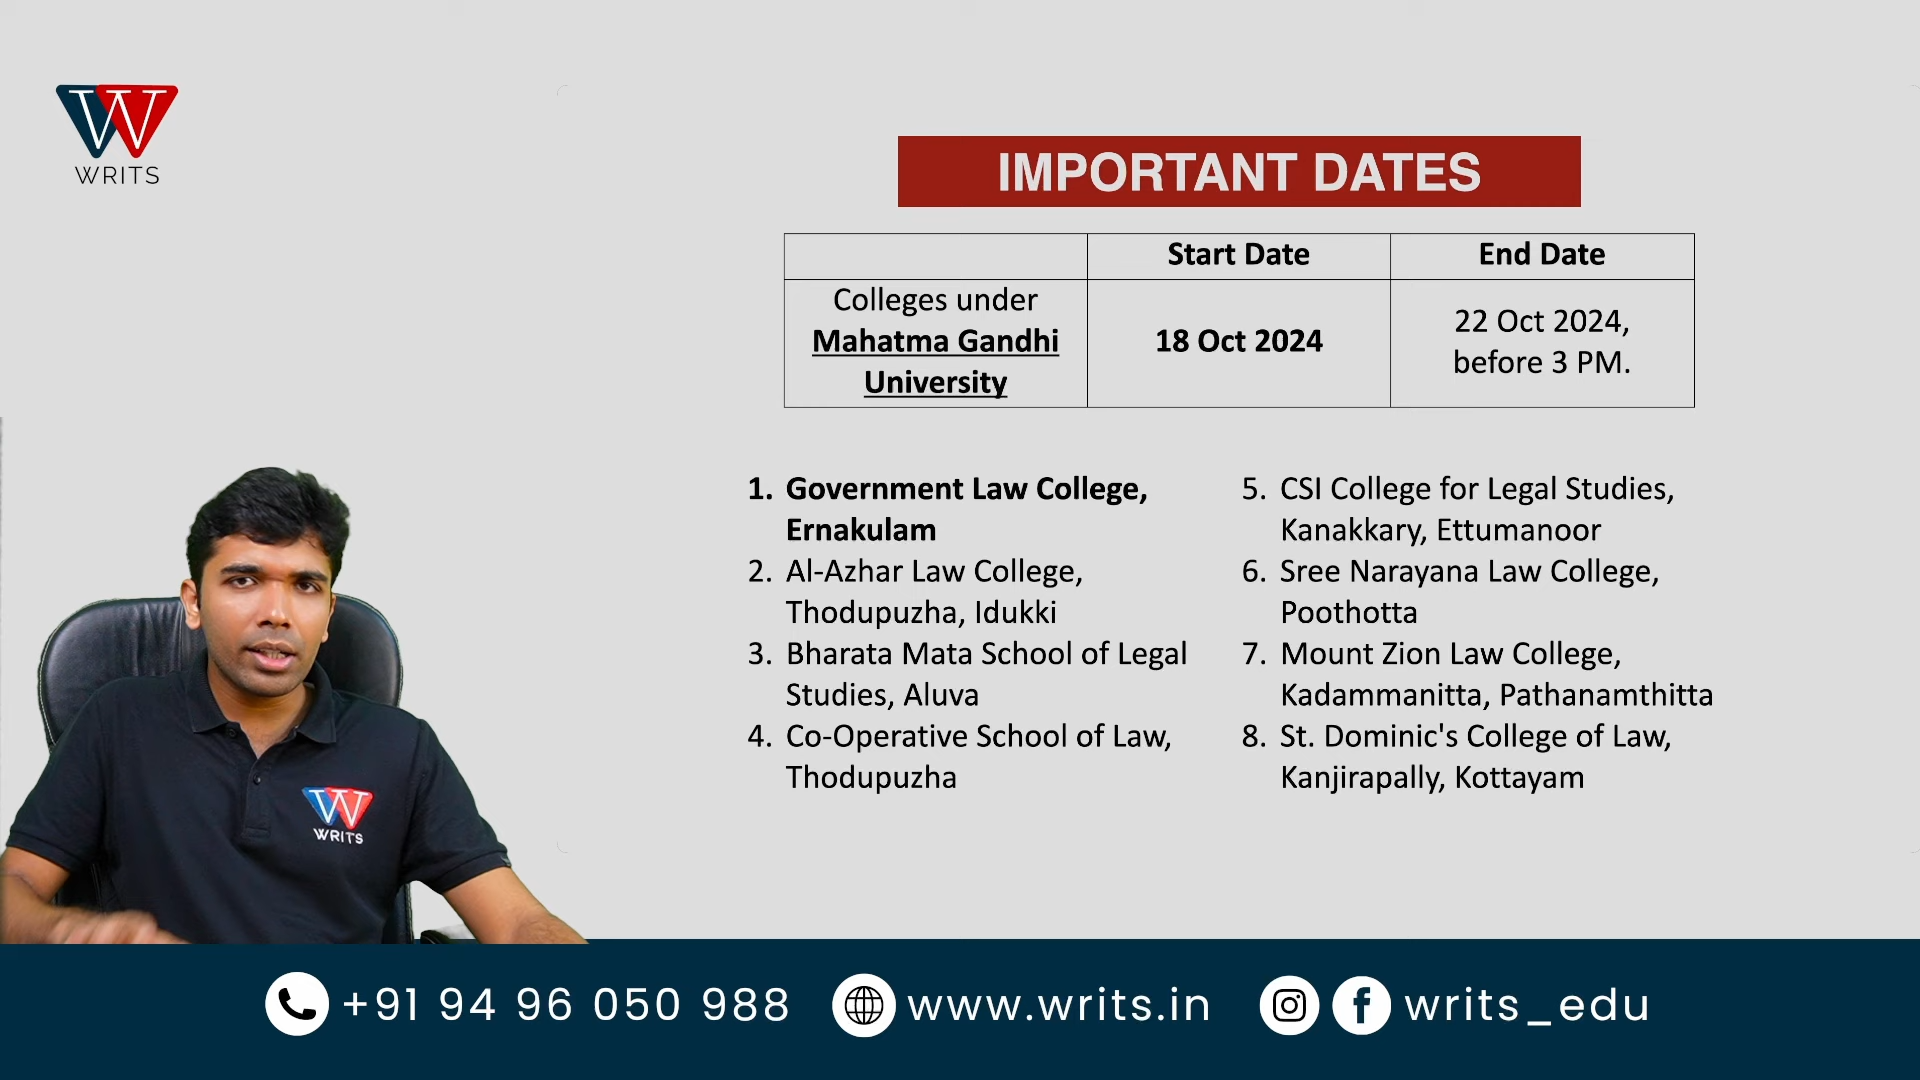 W
WRITS
IMPORTANT DATES
Start Date
End Date
Colleges under
Mahatma Gandhi
University
18 Oct 2024
22 Oct 2024,
before 3 PM.
1. Government Law College,
Ernakulam
2. Al-Azhar Law College,
Thodupuzha, Idukki
3. Bharata Mata School of Legal
Studies, Aluva
4. Co-Operative School of Law,
Thodupuzha
5. CSI College for Legal Studies,
Kanakkary, Ettumanoor
6. Sree Narayana Law College,
Poothotta
7. Mount Zion Law College,
Kadammanitta, Pathanamthitta
8. St. Dominic's College of Law,
Kanjirapally, Kottayam
W
WRITS
+91 94 96 050 988
www.writs.in
writs_edu